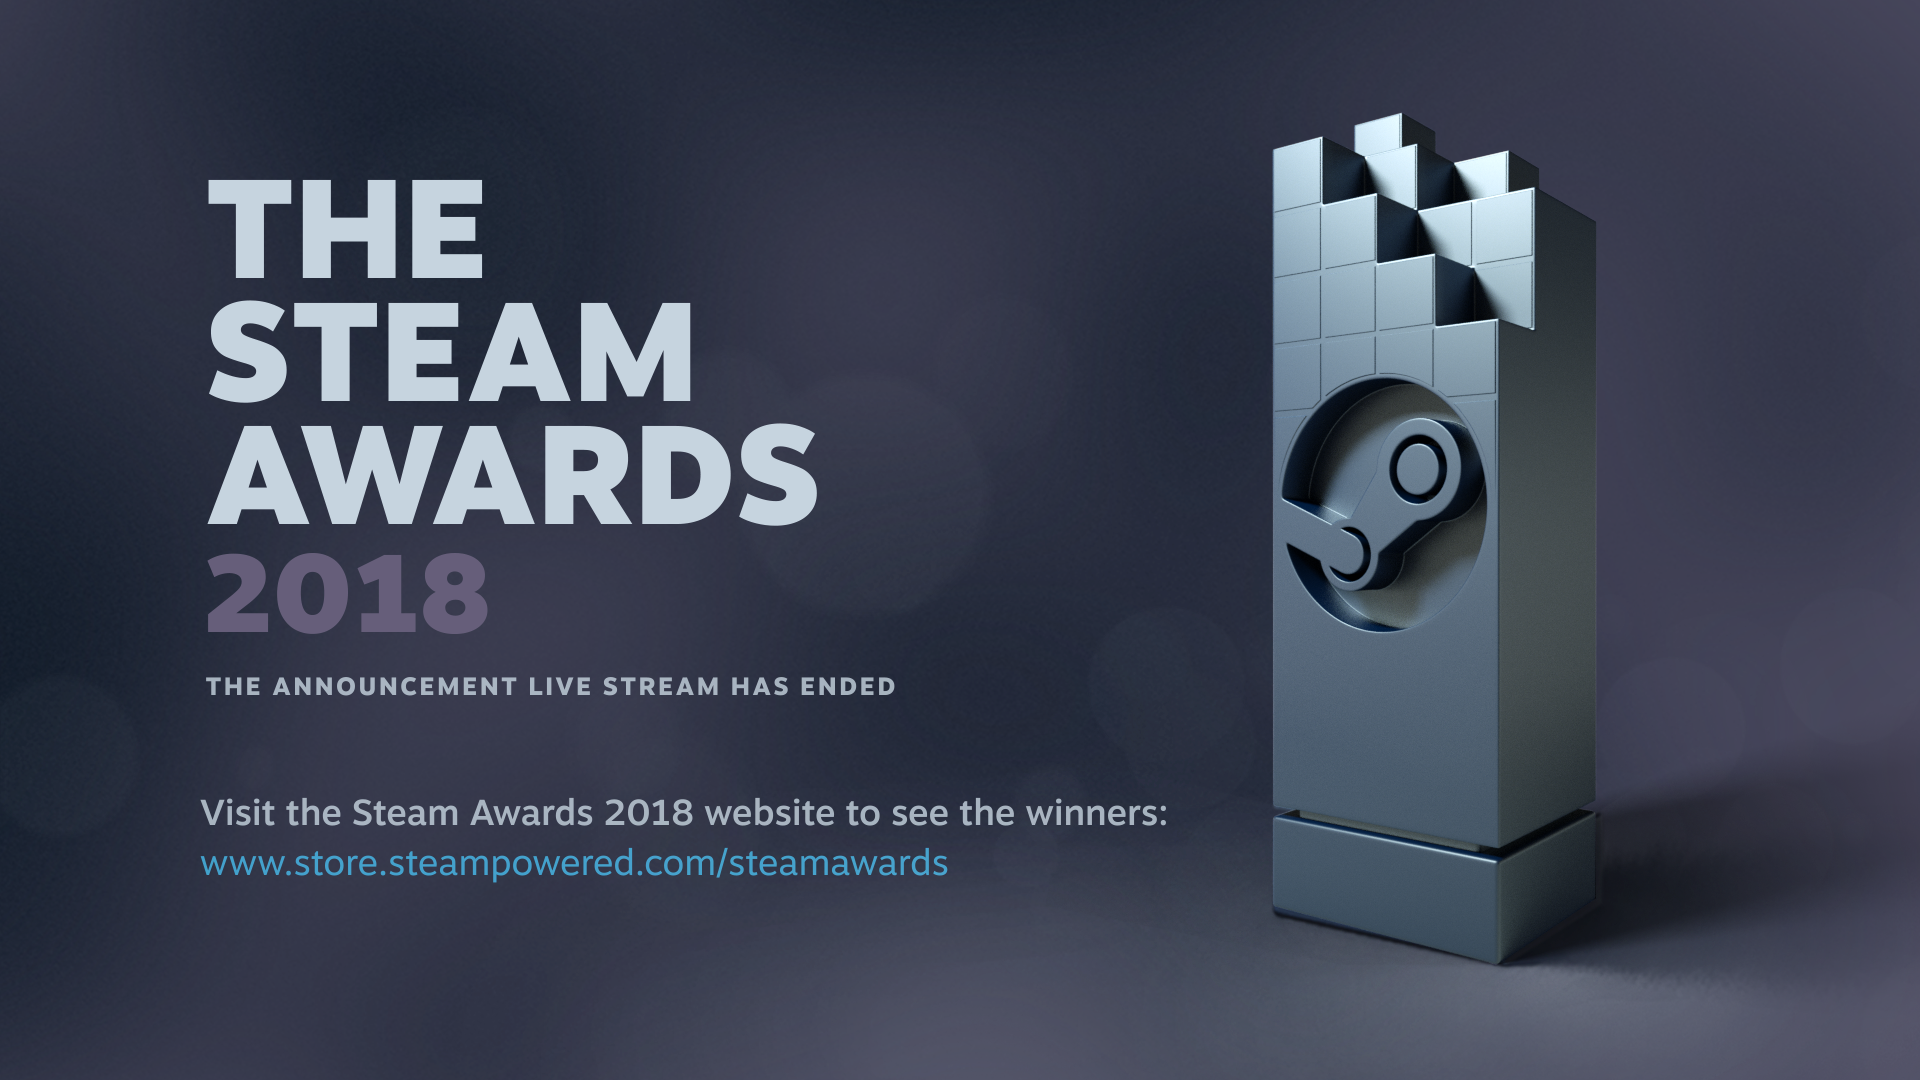 THE
STEAM
AWARDS
2018
THE ANNOUNCEMENT LIVE STREAM HAS ENDED
Visit the Steam Awards 2018 website to see the winners:
www.store.steampowered.com/steamawards